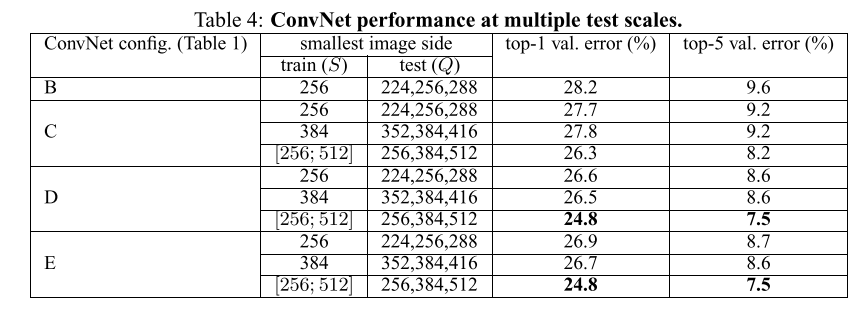 Table 4: ConvNet performance at multiple test scales.
ConvNet config. (Table 1) smallest image side top-1 val. error (%) top-5 val. error (%)
train (S) test (Q)
B 256 224,256,288 28.2 9.6
256 224,256,288 27.7 9.2
C 384 352,384,416 27.8 9.2
[256; 512] 256,384,512 26.3 8.2
256 224,256,288 26.6 8.6
D 384 352,384,416 26.5 8.6
[256; 512] 256,384,512 24.8 7.5
256 224,256,288 26.9 8.7
E 384 352,384,416 26.7 8.6
[256; 512] 256,384,512 24.8 7.5